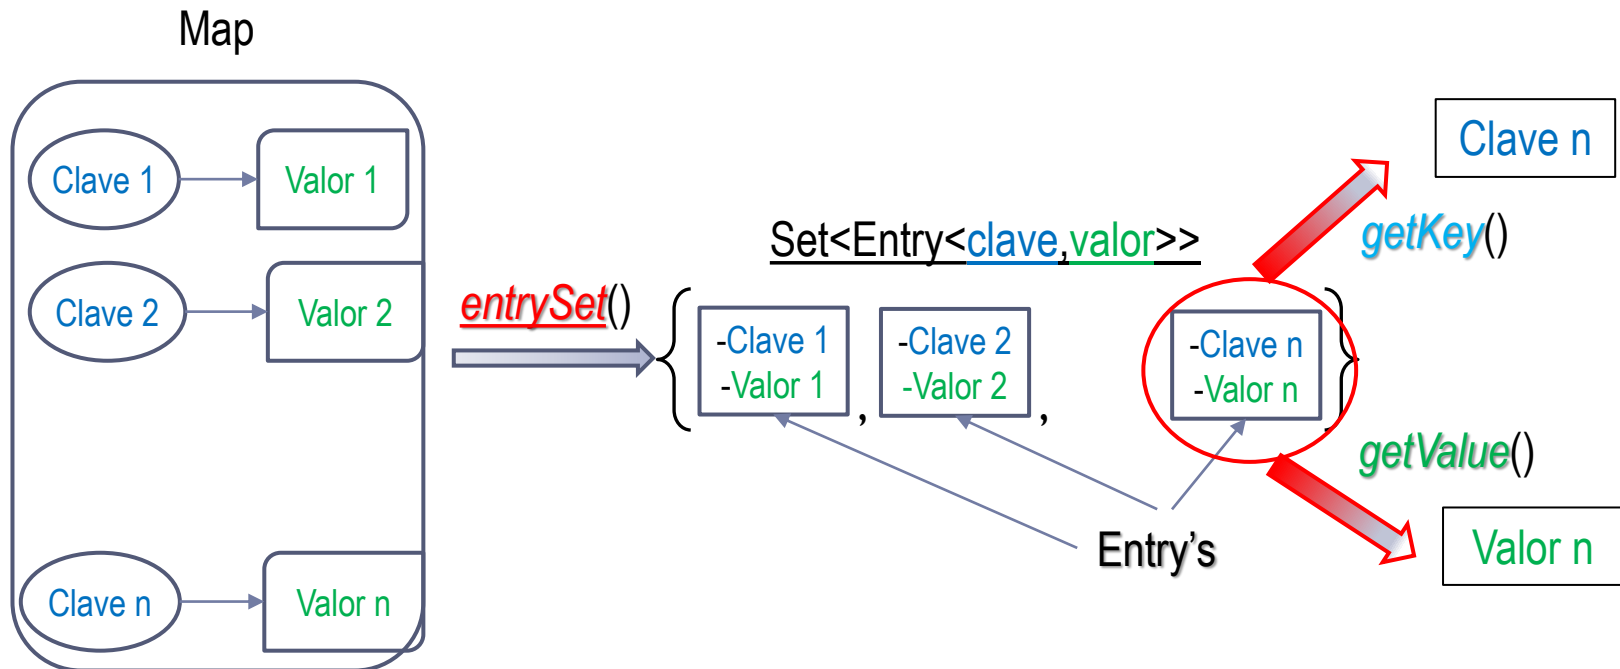 Map
Clave 1
Valor 1
Clave 2
Valor 2
Clave n
Valor n
entrySet()
Set<Entry<clave,valor>>
{
-Clave 1
-Valor 1
,
-Clave 2
-Valor 2
,
-Clave n
-Valor n
}
Entry’s
getKey()
Clave n
getValue()
Valor n